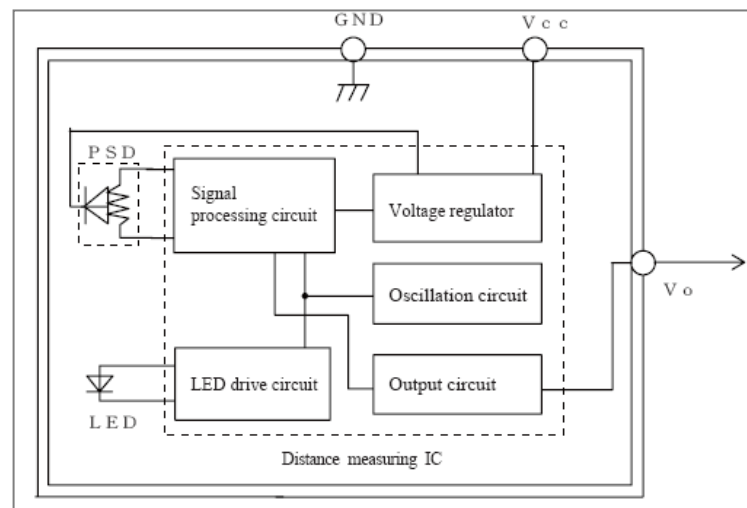 GND
Vcc
PSD
Signal
processing circuit
Voltage regulator
Oscillation circuit
Vo
LED drive circuit
Output circuit
LED
Distance measuring IC